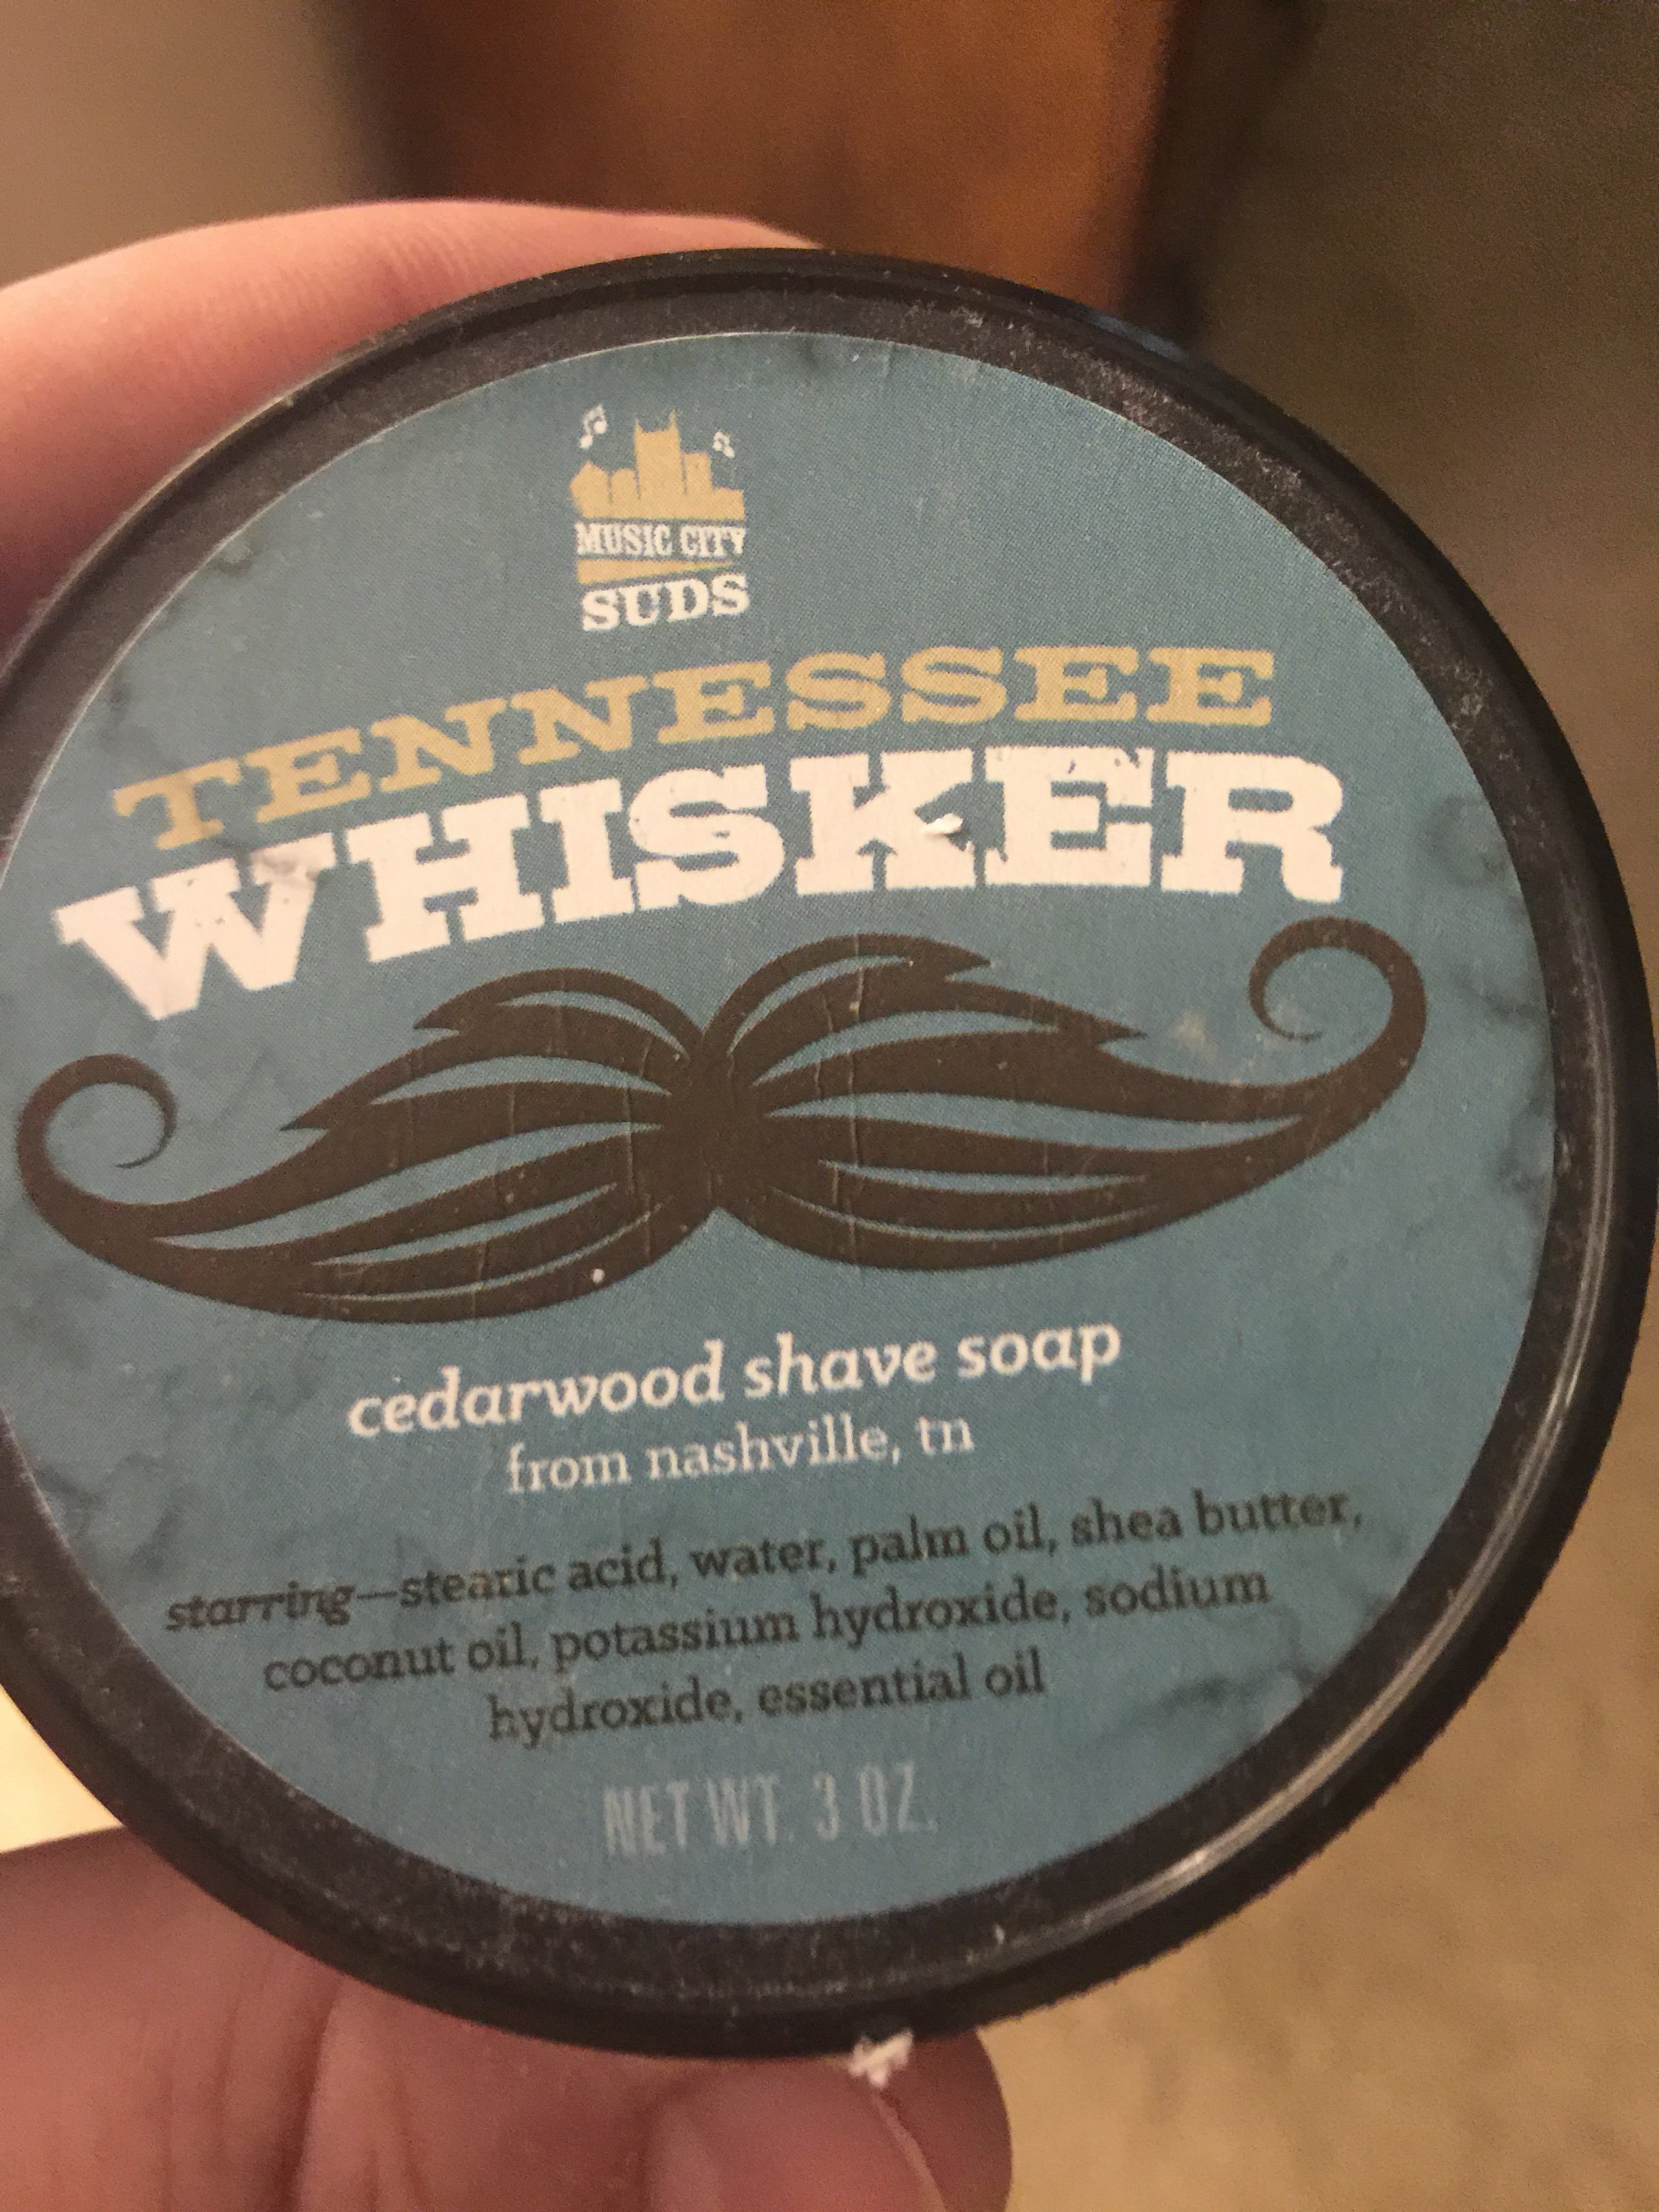 MUSIC CITY
SUDS
TENNESSEE
WHISKER
cedarwood shave soap
from nashville, tn
starring—stearic acid, water, palm oil, shea butter,
coconut oil, potassium hydroxide, sodium
hydroxide, essential oil
NET WT. 3 OZ.